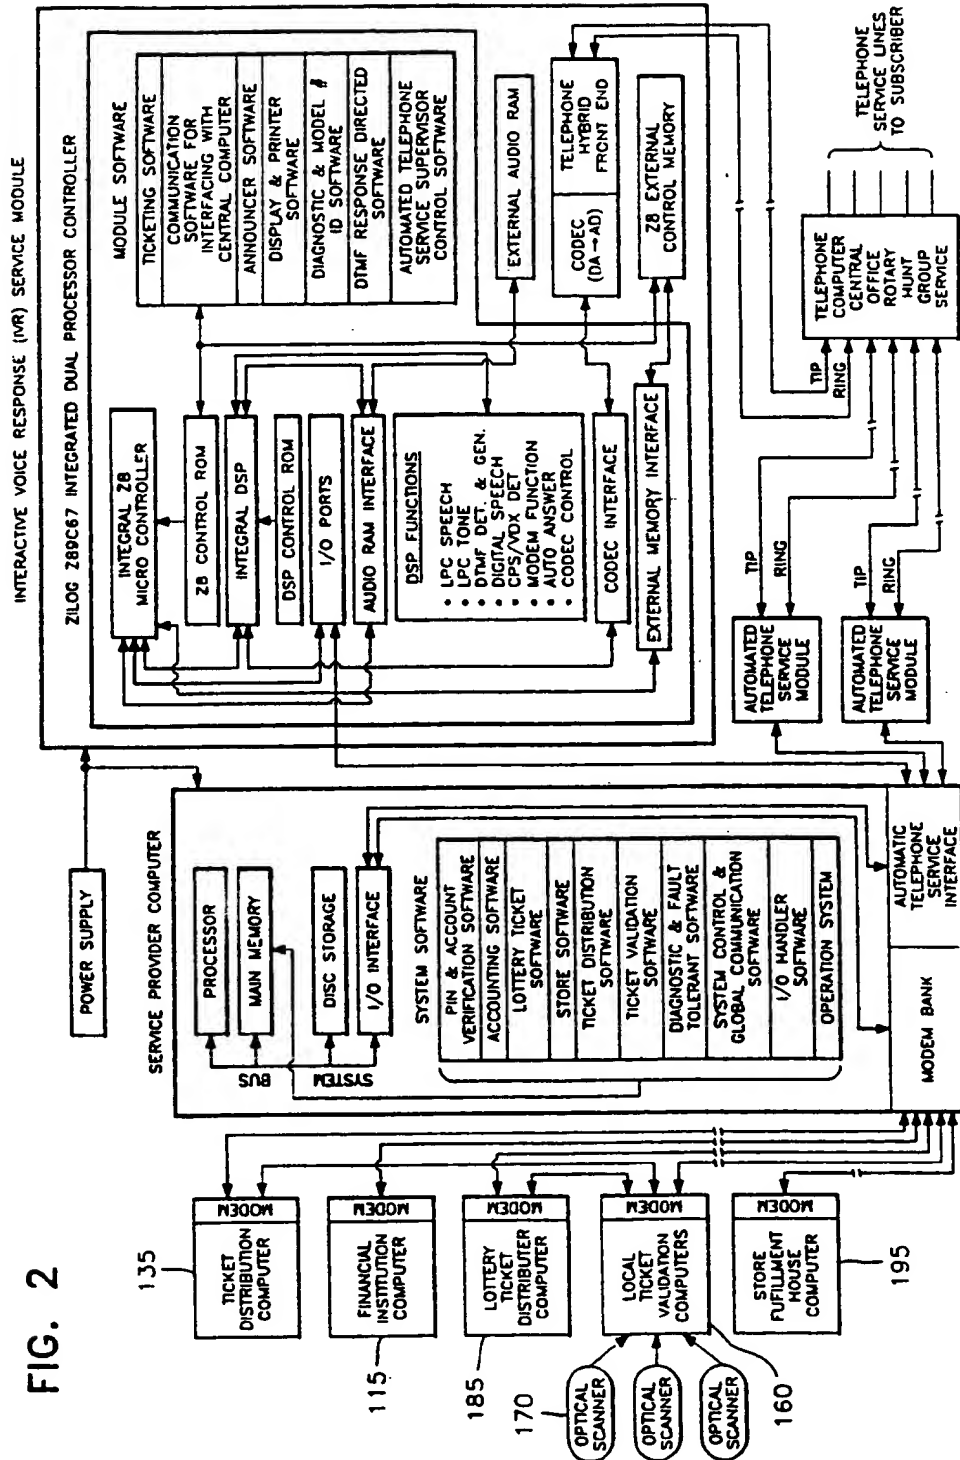 FIG. 2
INTERACTIVE VOICE RESPONSE (IVR) SERVICE MODULE
ZILOG Z89C67 INTEGRATED DUAL PROCESSOR CONTROLLER
POWER SUPPLY
SERVICE PROVIDER COMPUTER
PROCESSOR
MAIN MEMORY
DISC STORAGE
I/O INTERFACE
SYSTEM
BUS
SYSTEM SOFTWARE
PIN & ACCOUNT
VERIFICATION SOFTWARE
ACCOUNTING SOFTWARE
LOTTERY TICKET
SOFTWARE
STORE SOFTWARE
TICKET DISTRIBUTION
SOFTWARE
TICKET VALIDATION
SOFTWARE
DIAGNOSTIC & FAULT
TOLERANT SOFTWARE
SYSTEM CONTROL &
GLOBAL COMMUNICATION
SOFTWARE
I/O HANDLER
SOFTWARE
OPERATION SYSTEM
MODEM BANK
AUTOMATIC
TELEPHONE
SERVICE
INTERFACE
135
TICKET
DISTRIBUTION
COMPUTER
MODEM
115
FINANCIAL
INSTITUTION
COMPUTER
MODEM
185
LOTTERY
TICKET
DISTRIBUTER
COMPUTER
MODEM
170
160
LOCAL
TICKET
VALIDATION
COMPUTERS
MODEM
OPTICAL
SCANNER
OPTICAL
SCANNER
OPTICAL
SCANNER
195
STORE
FUFILLMENT
HOUSE
COMPUTER
MODEM
INTEGRAL Z8
MICRO CONTROLLER
Z8 CONTROL ROM
INTEGRAL DSP
DSP CONTROL ROM
I/O PORTS
AUDIO RAM INTERFACE
DSP FUNCTIONS
• LPC SPEECH
• LPC TONE
• DTMF DET. & GEN.
• DIGITAL SPEECH
• CPS/VOX DET
• MODEM FUNCTION
• AUTO ANSWER
• CODEC CONTROL
CODEC INTERFACE
EXTERNAL MEMORY INTERFACE
MODULE SOFTWARE
TICKETING SOFTWARE
COMMUNICATION
SOFTWARE FOR
INTERFACING WITH
CENTRAL COMPUTER
ANNOUNCER SOFTWARE
DISPLAY & PRINTER
SOFTWARE
DIAGNOSTIC & MODEL #
ID SOFTWARE
DTMF RESPONSE DIRECTED
SOFTWARE
AUTOMATED TELEPHONE
SERVICE SUPERVISOR
CONTROL SOFTWARE
EXTERNAL AUDIO RAM
CODEC
(DA→AD)
TELEPHONE
HYBRID
FRONT END
Z8 EXTERNAL
CONTROL MEMORY
AUTOMATED
TELEPHONE
SERVICE
MODULE
TIP
RING
AUTOMATED
TELEPHONE
SERVICE
MODULE
TIP
RING
TIP
RING
TELEPHONE
COMPUTER
CENTRAL
OFFICE
ROTARY
HUNT
GROUP
SERVICE
TELEPHONE
SERVICE LINES
TO SUBSCRIBER